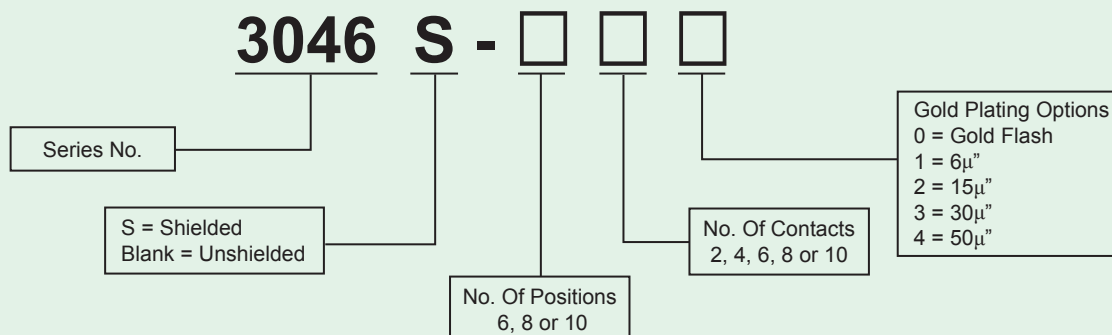 3046 S - □ □ □
Series No.
S = Shielded
Blank = Unshielded
No. Of Positions
6, 8 or 10
No. Of Contacts
2, 4, 6, 8 or 10
Gold Plating Options
0 = Gold Flash
1 = 6µ”
2 = 15µ”
3 = 30µ”
4 = 50µ”